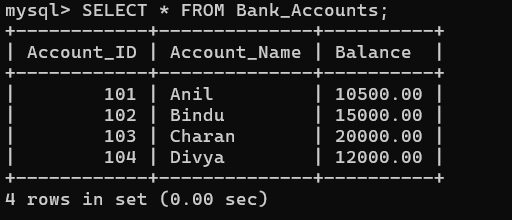 mysql> SELECT * FROM Bank_Accounts;
+------------+--------------+----------+
| Account_ID | Account_Name | Balance  |
+------------+--------------+----------+
|        101 | Anil         | 10500.00 |
|        102 | Bindu        | 15000.00 |
|        103 | Charan       | 20000.00 |
|        104 | Divya        | 12000.00 |
+------------+--------------+----------+
4 rows in set (0.00 sec)